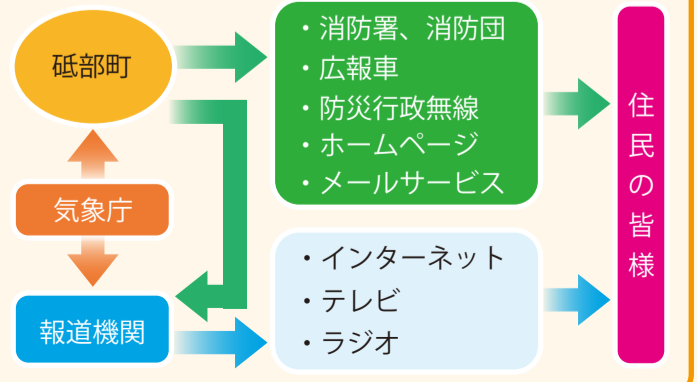 砥部町
・消防署、消防団
・広報車
・防災行政無線
・ホームページ
・メールサービス
気象庁
報道機関
・インターネット
・テレビ
・ラジオ
住民の皆様